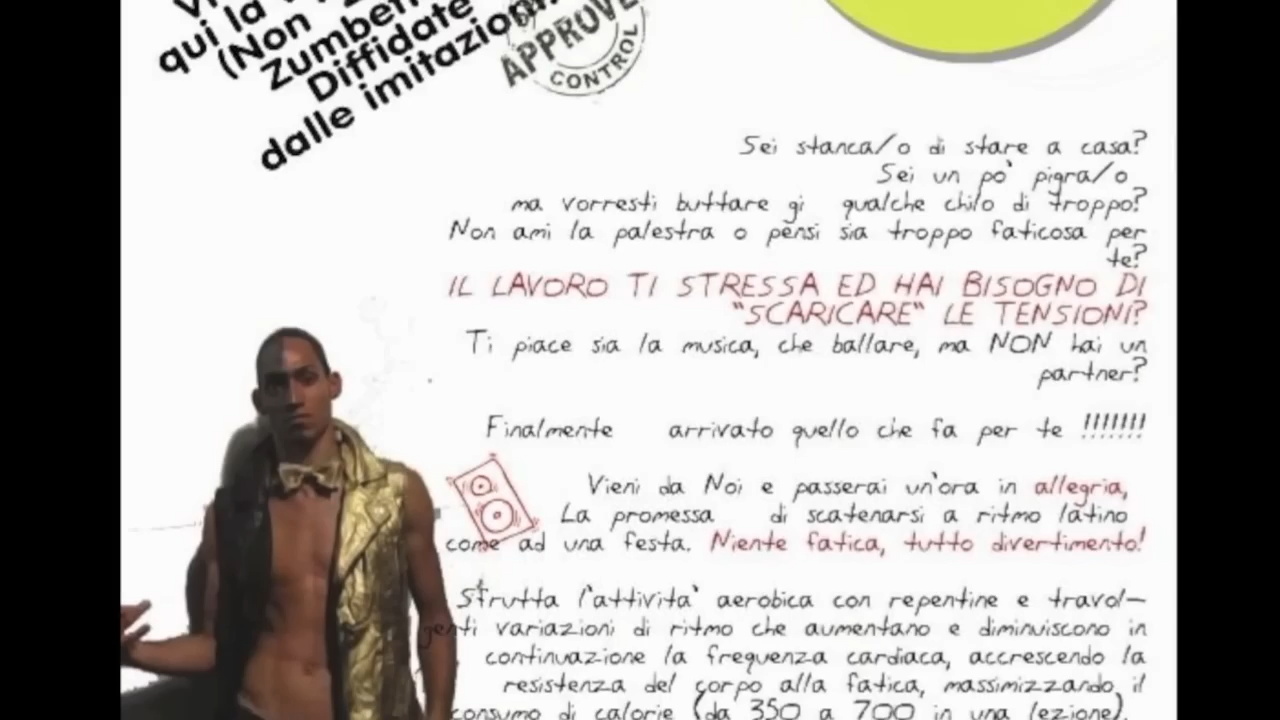 qui la
(Non
Diffidate
dalle imitazioni
APPROVE
CONTROL
Sei stanca/o di stare a casa?
Sei un po' pigra/o
ma vorresti buttare gi qualche chilo di troppo?
Non ami la palestra o pensi sia troppo faticosa per
te?
IL LAVORO TI STRESSA ED HAI BISOGNO DI
"SCARICARE" LE TENSIONI?
Ti piace sia la musica, che ballare, ma NON hai un
partner?
Finalmente arrivato quello che fa per te !!!!!!!
Vieni da Noi e passerai un'ora in allegria,
La promessa di scatenarsi a ritmo latino
come ad una festa. Niente fatica, tutto divertimento!
Sfrutta l'attivita' aerobica con repentine e travol-
genti variazioni di ritmo che aumentano e diminuiscono in
continuazione la frequenza cardiaca, accrescendo la
resistenza del corpo alla fatica, massimizzando il
consumo di calorie (da 350 a 700 in una lezione).